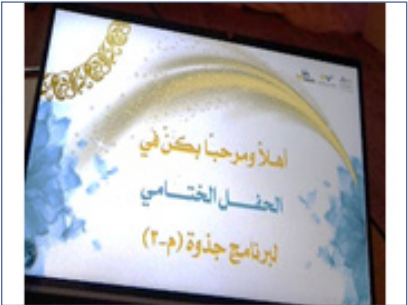 أهلاً ومرحباً بكنّ في
الحفل الختامي
لبرنامج جذوة (م-٢)